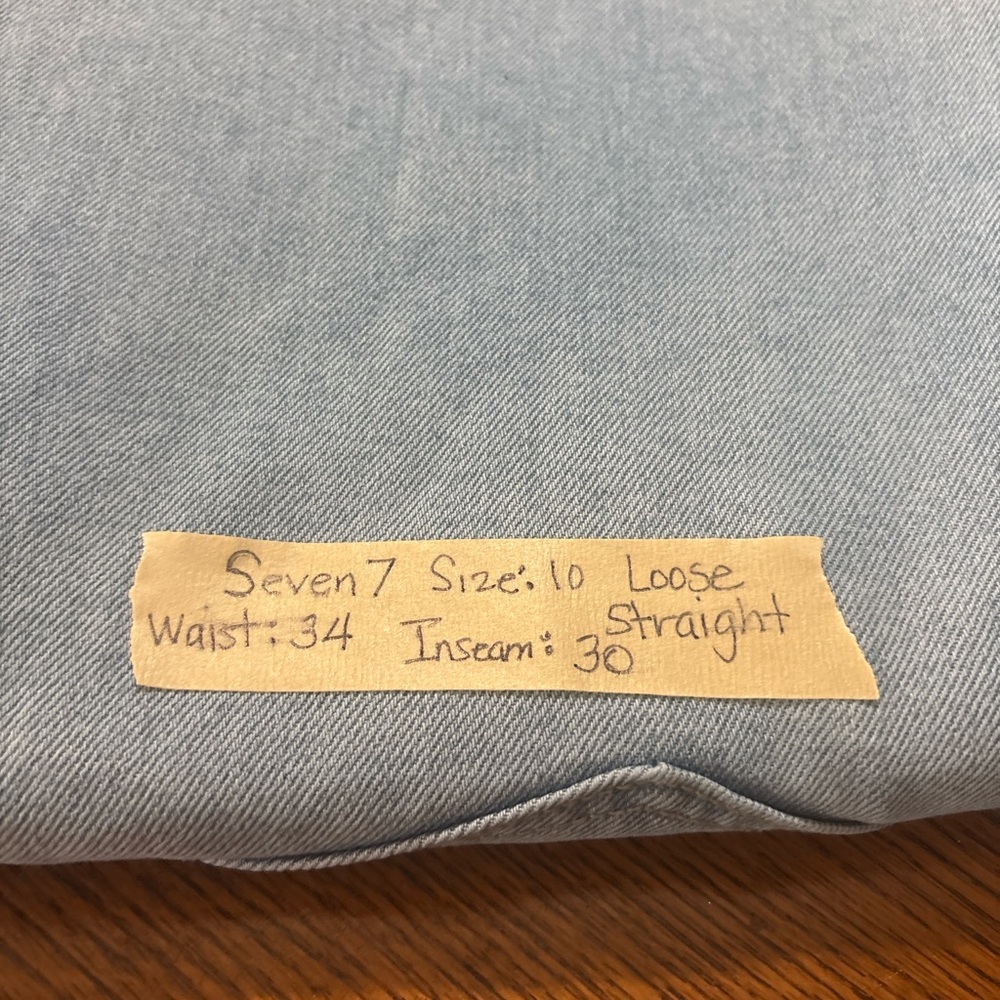 Seven7 Size: 10 Loose
Straight
Waist: 34 Inseam: 30